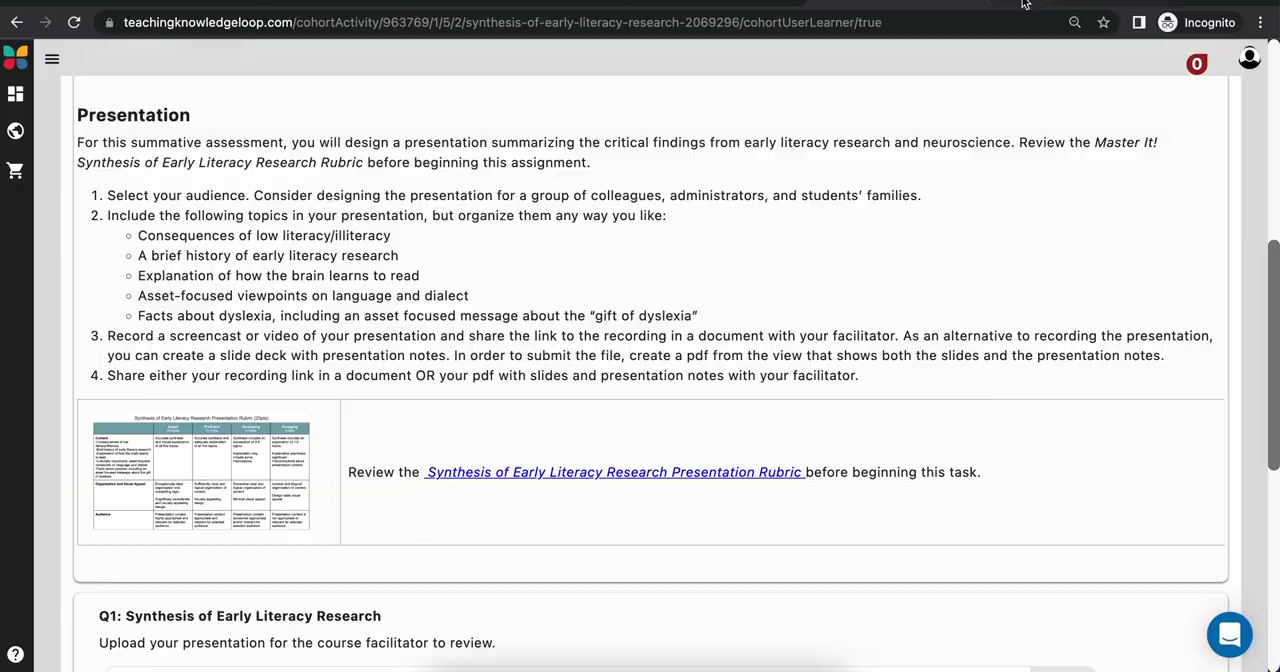 teachingknowledgeloop.com/cohortActivity/963769/1/5/2/synthesis-of-early-literacy-research-2069296/cohortUserLearner/true
Incognito
0
Presentation
For this summative assessment, you will design a presentation summarizing the critical findings from early literacy research and neuroscience. Review the Master It!
Synthesis of Early Literacy Research Rubric before beginning this assignment.
1. Select your audience. Consider designing the presentation for a group of colleagues, administrators, and students’ families.
2. Include the following topics in your presentation, but organize them any way you like:
Consequences of low literacy/illiteracy
A brief history of early literacy research
Explanation of how the brain learns to read
Asset-focused viewpoints on language and dialect
Facts about dyslexia, including an asset focused message about the “gift of dyslexia”
3. Record a screencast or video of your presentation and share the link to the recording in a document with your facilitator. As an alternative to recording the presentation,
you can create a slide deck with presentation notes. In order to submit the file, create a pdf from the view that shows both the slides and the presentation notes.
4. Share either your recording link in a document OR your pdf with slides and presentation notes with your facilitator.
Synthesis of Early Literacy Research Presentation Rubric (20pts)
Review the Synthesis of Early Literacy Research Presentation Rubric before beginning this task.
Q1: Synthesis of Early Literacy Research
Upload your presentation for the course facilitator to review.